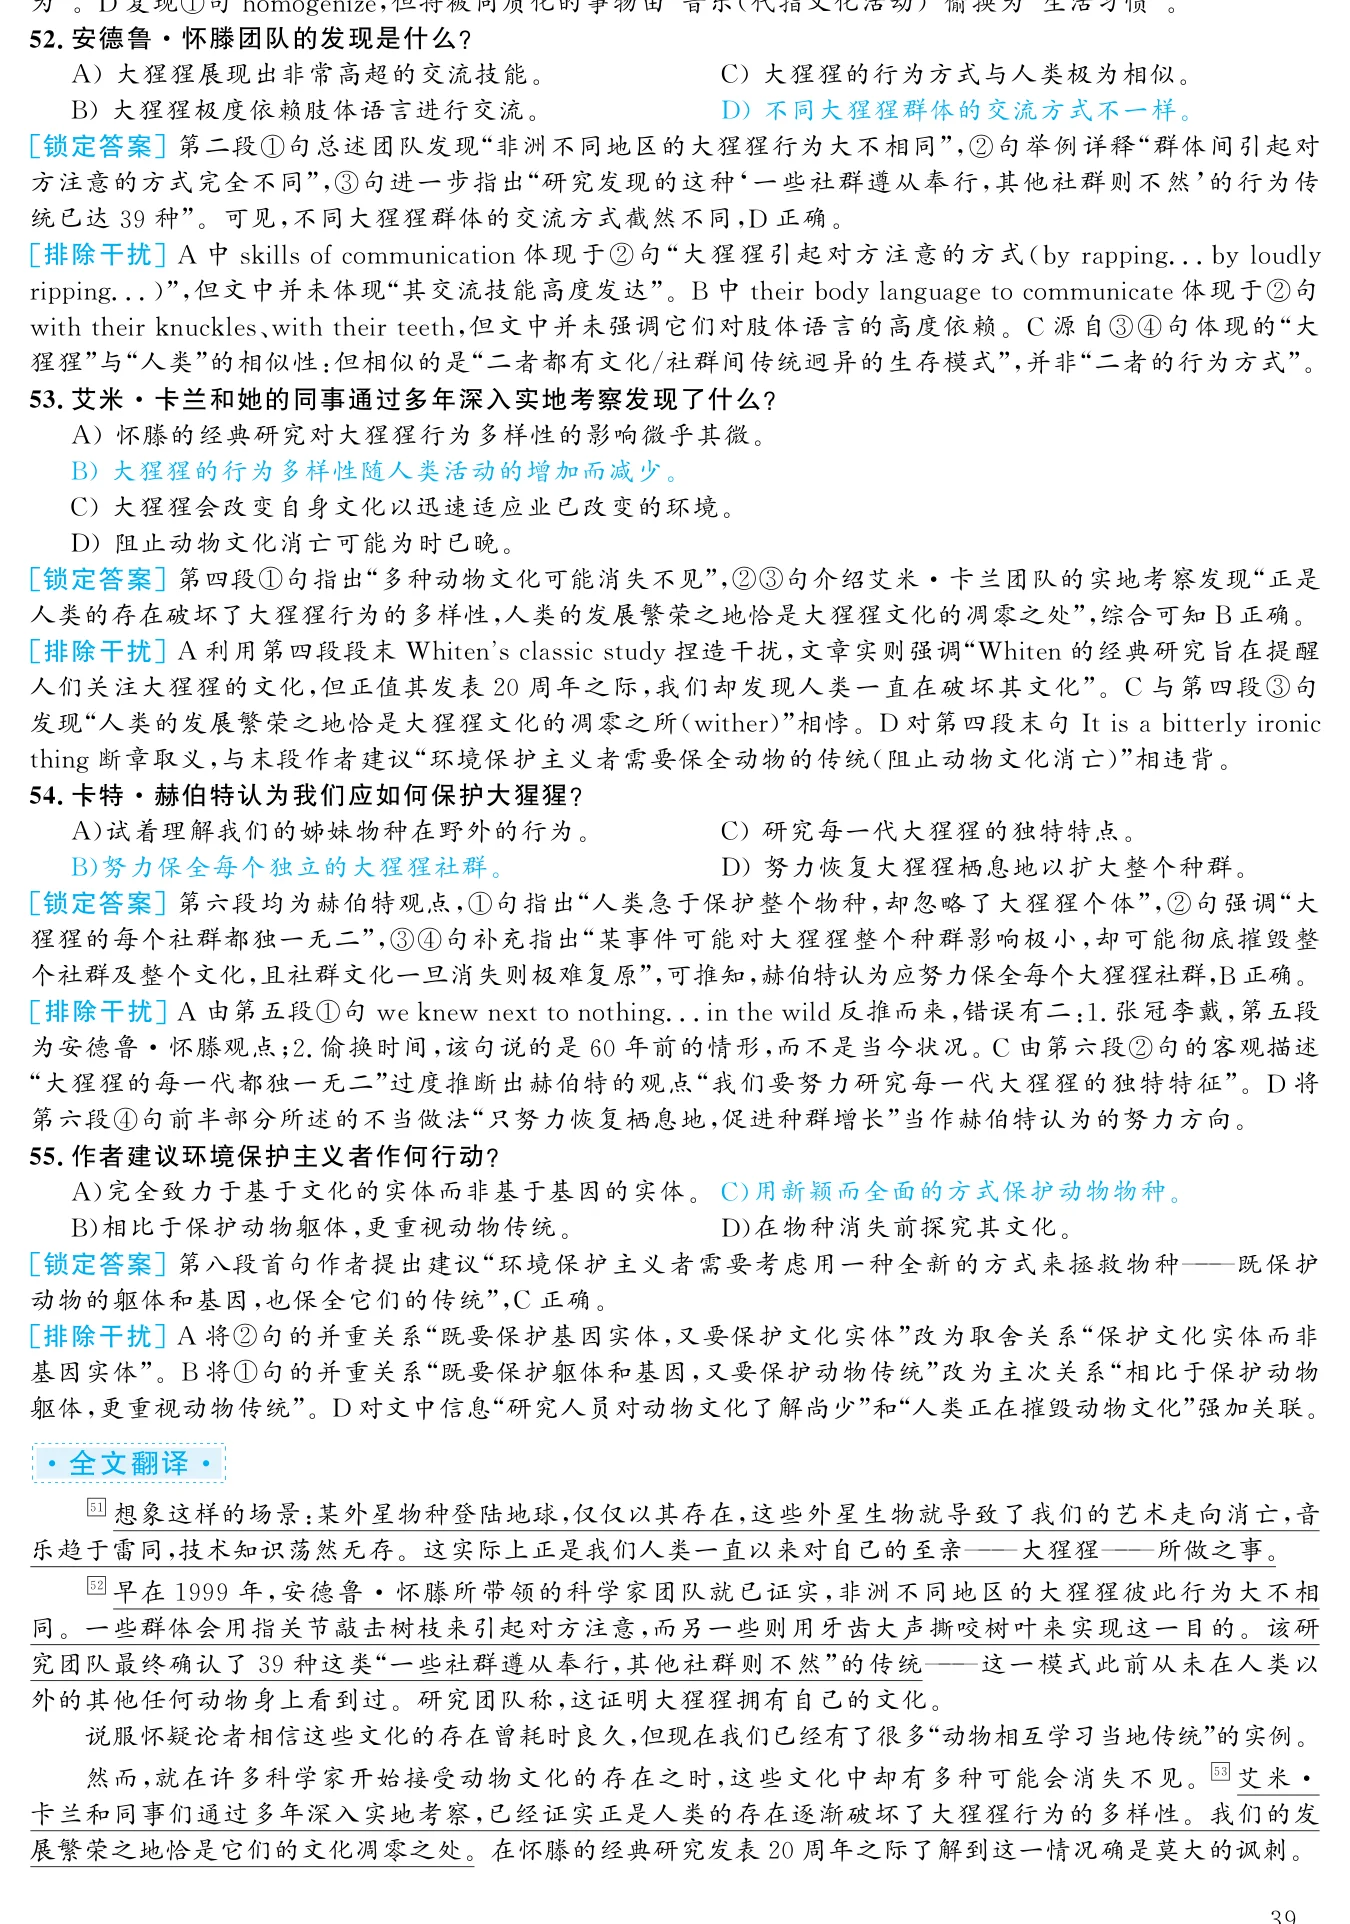 为”。D 复现①句 homogenize,但将被同质化的事物由“音乐(代指文化活动)”偷换为“生活习惯”。
52. 安德鲁·怀滕团队的发现是什么?
A) 大猩猩展现出非常高超的交流技能。 C) 大猩猩的行为方式与人类极为相似。
B) 大猩猩极度依赖肢体语言进行交流。 D) 不同大猩猩群体的交流方式不一样。
[锁定答案] 第二段①句总述团队发现“非洲不同地区的大猩猩行为大不相同”,②句举例详释“群体间引起对
方注意的方式完全不同”,③句进一步指出“研究发现的这种‘一些社群遵从奉行,其他社群则不然’的行为传
统已达 39 种”。可见,不同大猩猩群体的交流方式截然不同,D 正确。
[排除干扰] A 中 skills of communication 体现于②句“大猩猩引起对方注意的方式(by rapping...by loudly
ripping...)”,但文中并未体现“其交流技能高度发达”。B 中 their body language to communicate 体现于②句
with their knuckles、with their teeth,但文中并未强调它们对肢体语言的高度依赖。C 源自③④句体现的“大
猩猩”与“人类”的相似性:但相似的是“二者都有文化/社群间传统迥异的生存模式”,并非“二者的行为方式”。
53. 艾米·卡兰和她的同事通过多年深入实地考察发现了什么?
A) 怀滕的经典研究对大猩猩行为多样性的影响微乎其微。
B) 大猩猩的行为多样性随人类活动的增加而减少。
C) 大猩猩会改变自身文化以迅速适应业已改变的环境。
D) 阻止动物文化消亡可能为时已晚。
[锁定答案] 第四段①句指出“多种动物文化可能消失不见”,②③句介绍艾米·卡兰团队的实地考察发现“正是
人类的存在破坏了大猩猩行为的多样性,人类的发展繁荣之地恰是大猩猩文化的凋零之处”,综合可知 B 正确。
[排除干扰] A 利用第四段段末 Whiten's classic study 捏造干扰,文章实则强调“Whiten 的经典研究旨在提醒
人们关注大猩猩的文化,但正值其发表 20 周年之际,我们却发现人类一直在破坏其文化”。C 与第四段③句
发现“人类的发展繁荣之地恰是大猩猩文化的凋零之所(wither)”相悖。D 对第四段末句 It is a bitterly ironic
thing 断章取义,与末段作者建议“环境保护主义者需要保全动物的传统(阻止动物文化消亡)”相违背。
54. 卡特·赫伯特认为我们应如何保护大猩猩?
A)试着理解我们的姊妹物种在野外的行为。 C) 研究每一代大猩猩的独特特点。
B)努力保全每个独立的大猩猩社群。 D) 努力恢复大猩猩栖息地以扩大整个种群。
[锁定答案] 第六段均为赫伯特观点,①句指出“人类急于保护整个物种,却忽略了大猩猩个体”,②句强调“大
猩猩的每个社群都独一无二”,③④句补充指出“某事件可能对大猩猩整个种群影响极小,却可能彻底摧毁整
个社群及整个文化,且社群文化一旦消失则极难复原”,可推知,赫伯特认为应努力保全每个大猩猩社群,B 正确。
[排除干扰] A 由第五段①句 we knew next to nothing...in the wild 反推而来,错误有二:1. 张冠李戴,第五段
为安德鲁·怀滕观点;2. 偷换时间,该句说的是 60 年前的情形,而不是当今状况。C 由第六段②句的客观描述
“大猩猩的每一代都独一无二”过度推断出赫伯特的观点“我们要努力研究每一代大猩猩的独特特征”。D 将
第六段④句前半部分所述的不当做法“只努力恢复栖息地,促进种群增长”当作赫伯特认为的努力方向。
55. 作者建议环境保护主义者作何行动?
A)完全致力于基于文化的实体而非基于基因的实体。 C)用新颖而全面的方式保护动物物种。
B)相比于保护动物躯体,更重视动物传统。 D)在物种消失前探究其文化。
[锁定答案] 第八段首句作者提出建议“环境保护主义者需要考虑用一种全新的方式来拯救物种——既保护
动物的躯体和基因,也保全它们的传统”,C 正确。
[排除干扰] A 将②句的并重关系“既要保护基因实体,又要保护文化实体”改为取舍关系“保护文化实体而非
基因实体”。B 将①句的并重关系“既要保护躯体和基因,又要保护动物传统”改为主次关系“相比于保护动物
躯体,更重视动物传统”。D 对文中信息“研究人员对动物文化了解尚少”和“人类正在摧毁动物文化”强加关联。
·全文翻译·
51 想象这样的场景:某外星物种登陆地球,仅仅以其存在,这些外星生物就导致了我们的艺术走向消亡,音
乐趋于雷同,技术知识荡然无存。这实际上正是我们人类一直以来对自己的至亲——大猩猩——所做之事。
52 早在 1999 年,安德鲁·怀滕所带领的科学家团队就已证实,非洲不同地区的大猩猩彼此行为大不相
同。一些群体会用指关节敲击树枝来引起对方注意,而另一些则用牙齿大声撕咬树叶来实现这一目的。该研
究团队最终确认了 39 种这类“一些社群遵从奉行,其他社群则不然”的传统——这一模式此前从未在人类以
外的其他任何动物身上看到过。研究团队称,这证明大猩猩拥有自己的文化。
说服怀疑论者相信这些文化的存在曾耗时良久,但现在我们已经有了很多“动物相互学习当地传统”的实例。
然而,就在许多科学家开始接受动物文化的存在之时,这些文化中却有多种可能会消失不见。53 艾米·
卡兰和同事们通过多年深入实地考察,已经证实正是人类的存在逐渐破坏了大猩猩行为的多样性。我们的发
展繁荣之地恰是它们的文化凋零之处。在怀滕的经典研究发表 20 周年之际了解到这一情况确是莫大的讽刺。
39